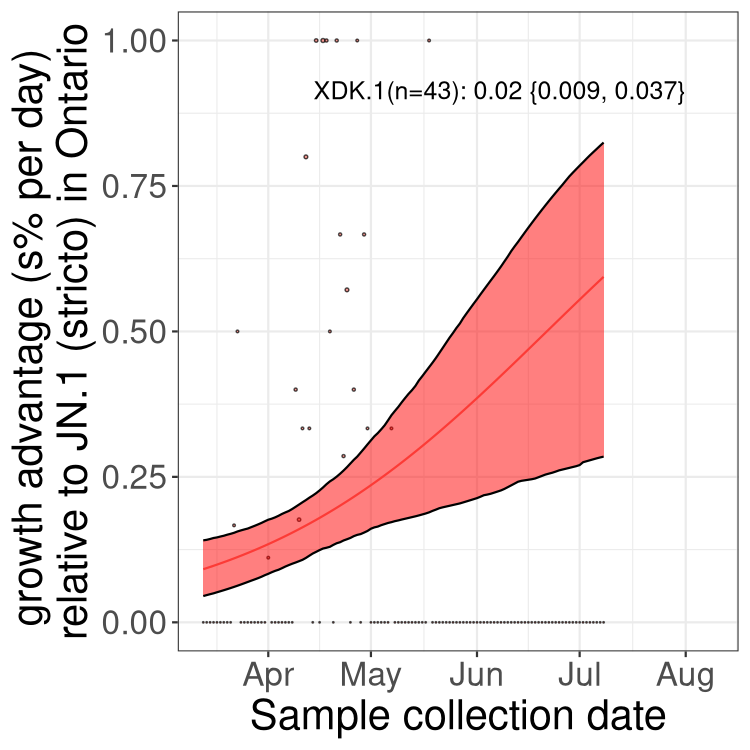 growth advantage (s% per day)
relative to JN.1 (stricto) in Ontario
1.00
0.75
0.50
0.25
0.00
XDK.1(n=43): 0.02 {0.009, 0.037}
Apr May Jun Jul Aug
Sample collection date